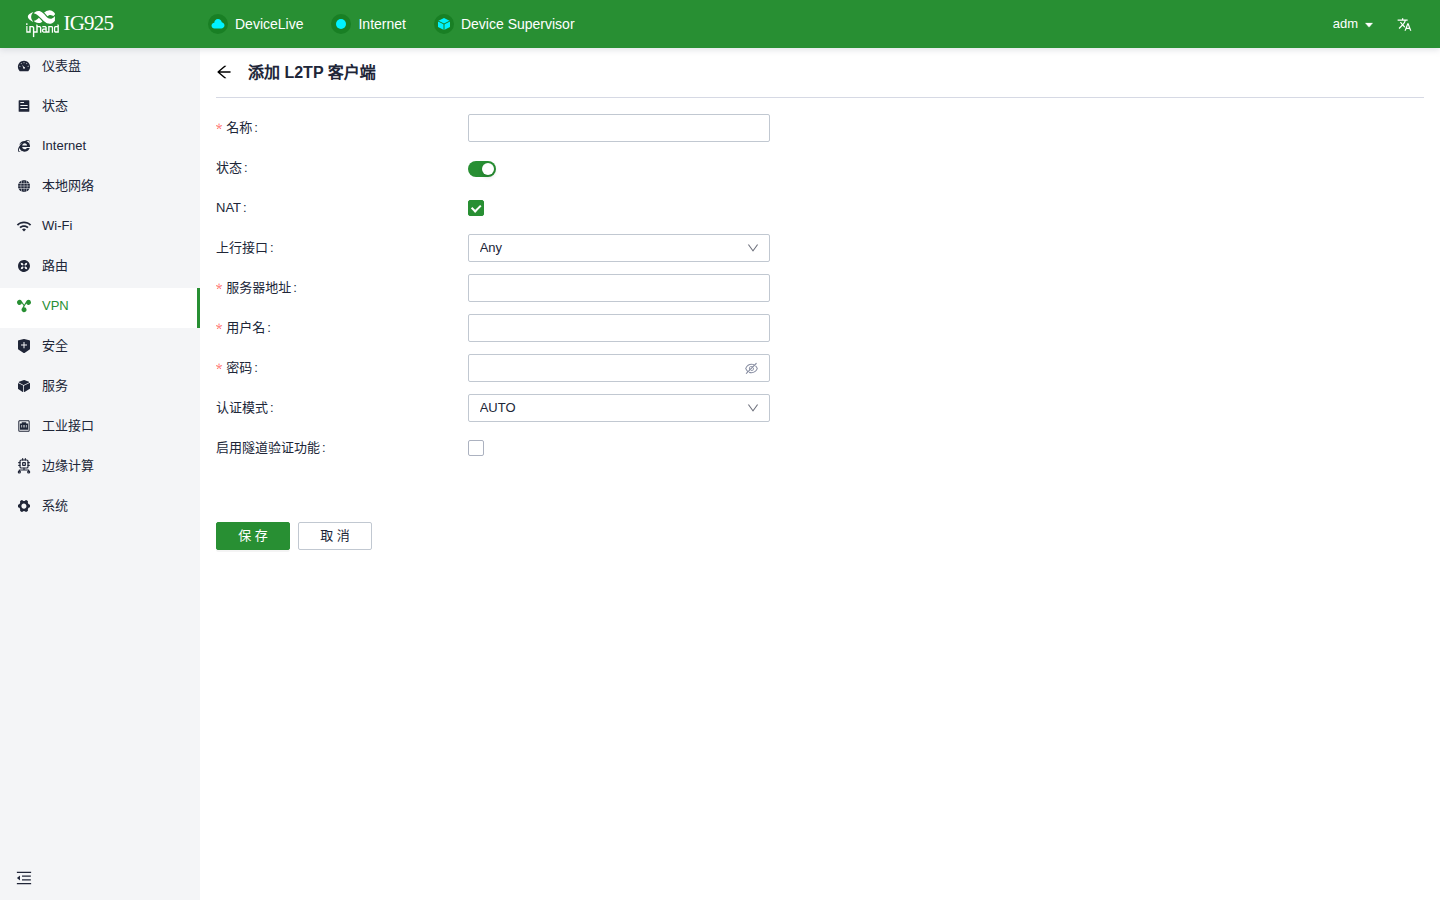 inhand IG925
DeviceLive
Internet
Device Supervisor
adm
仪表盘
状态
Internet
本地网络
Wi-Fi
路由
VPN
安全
服务
工业接口
边缘计算
系统
添加 L2TP 客户端
* 名称:
状态:
NAT:
上行接口: Any
* 服务器地址:
* 用户名:
* 密码:
认证模式: AUTO
启用隧道验证功能:
保 存
取 消